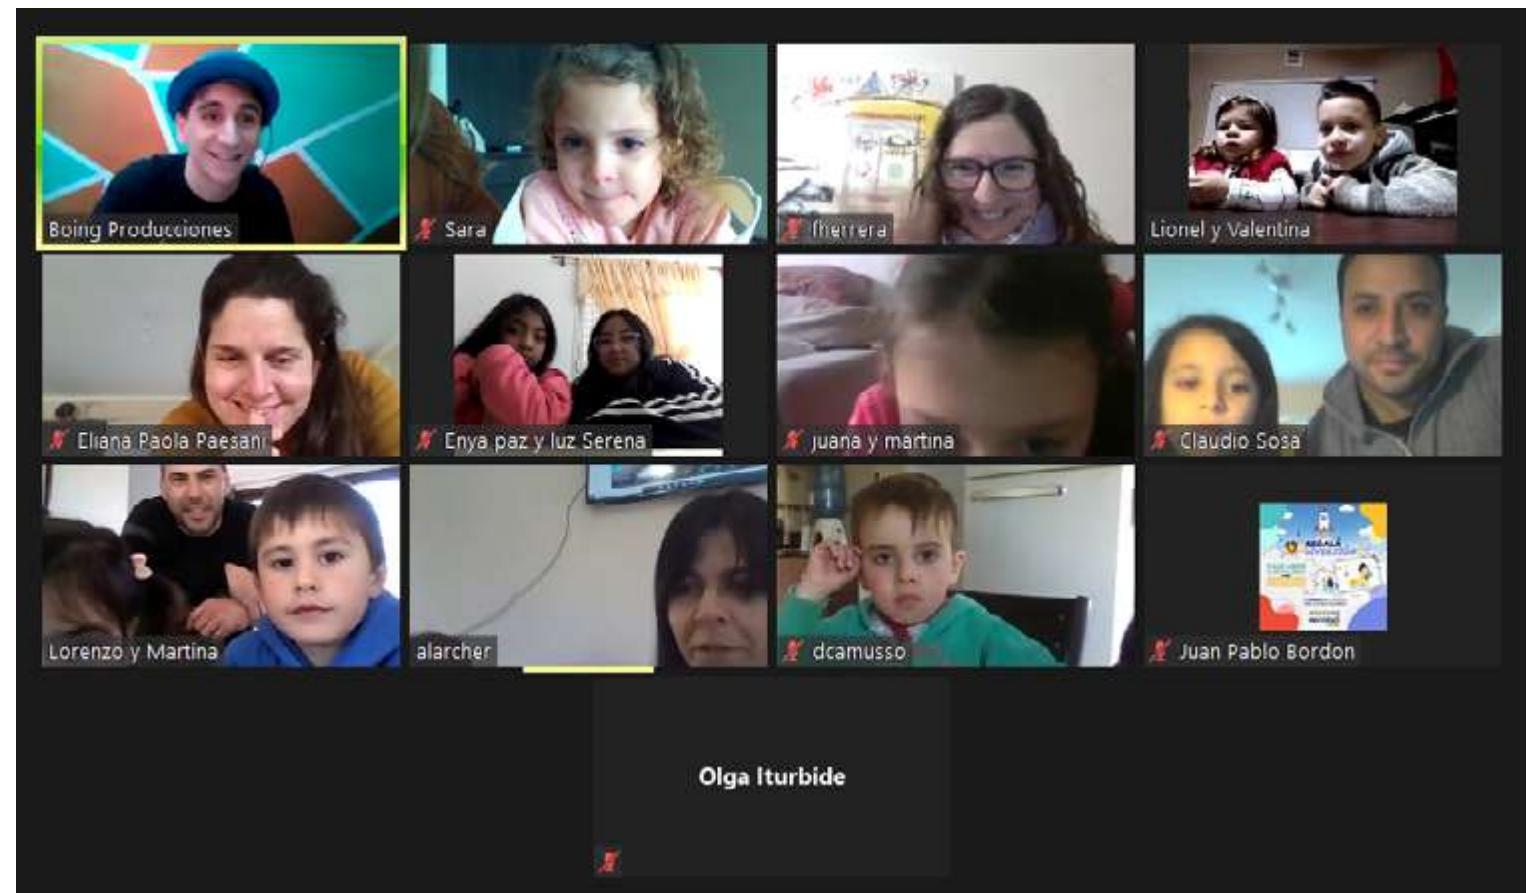 Boing Producciones
Sara
fherrera
Lionel y Valentina
Eliana Paola Paesani
Enya paz y luz Serena
juana y martina
Claudio Sosa
Lorenzo y Martina
alarcher
dcamusso
REGALÁ
Juan Pablo Bordon
Olga Iturbide